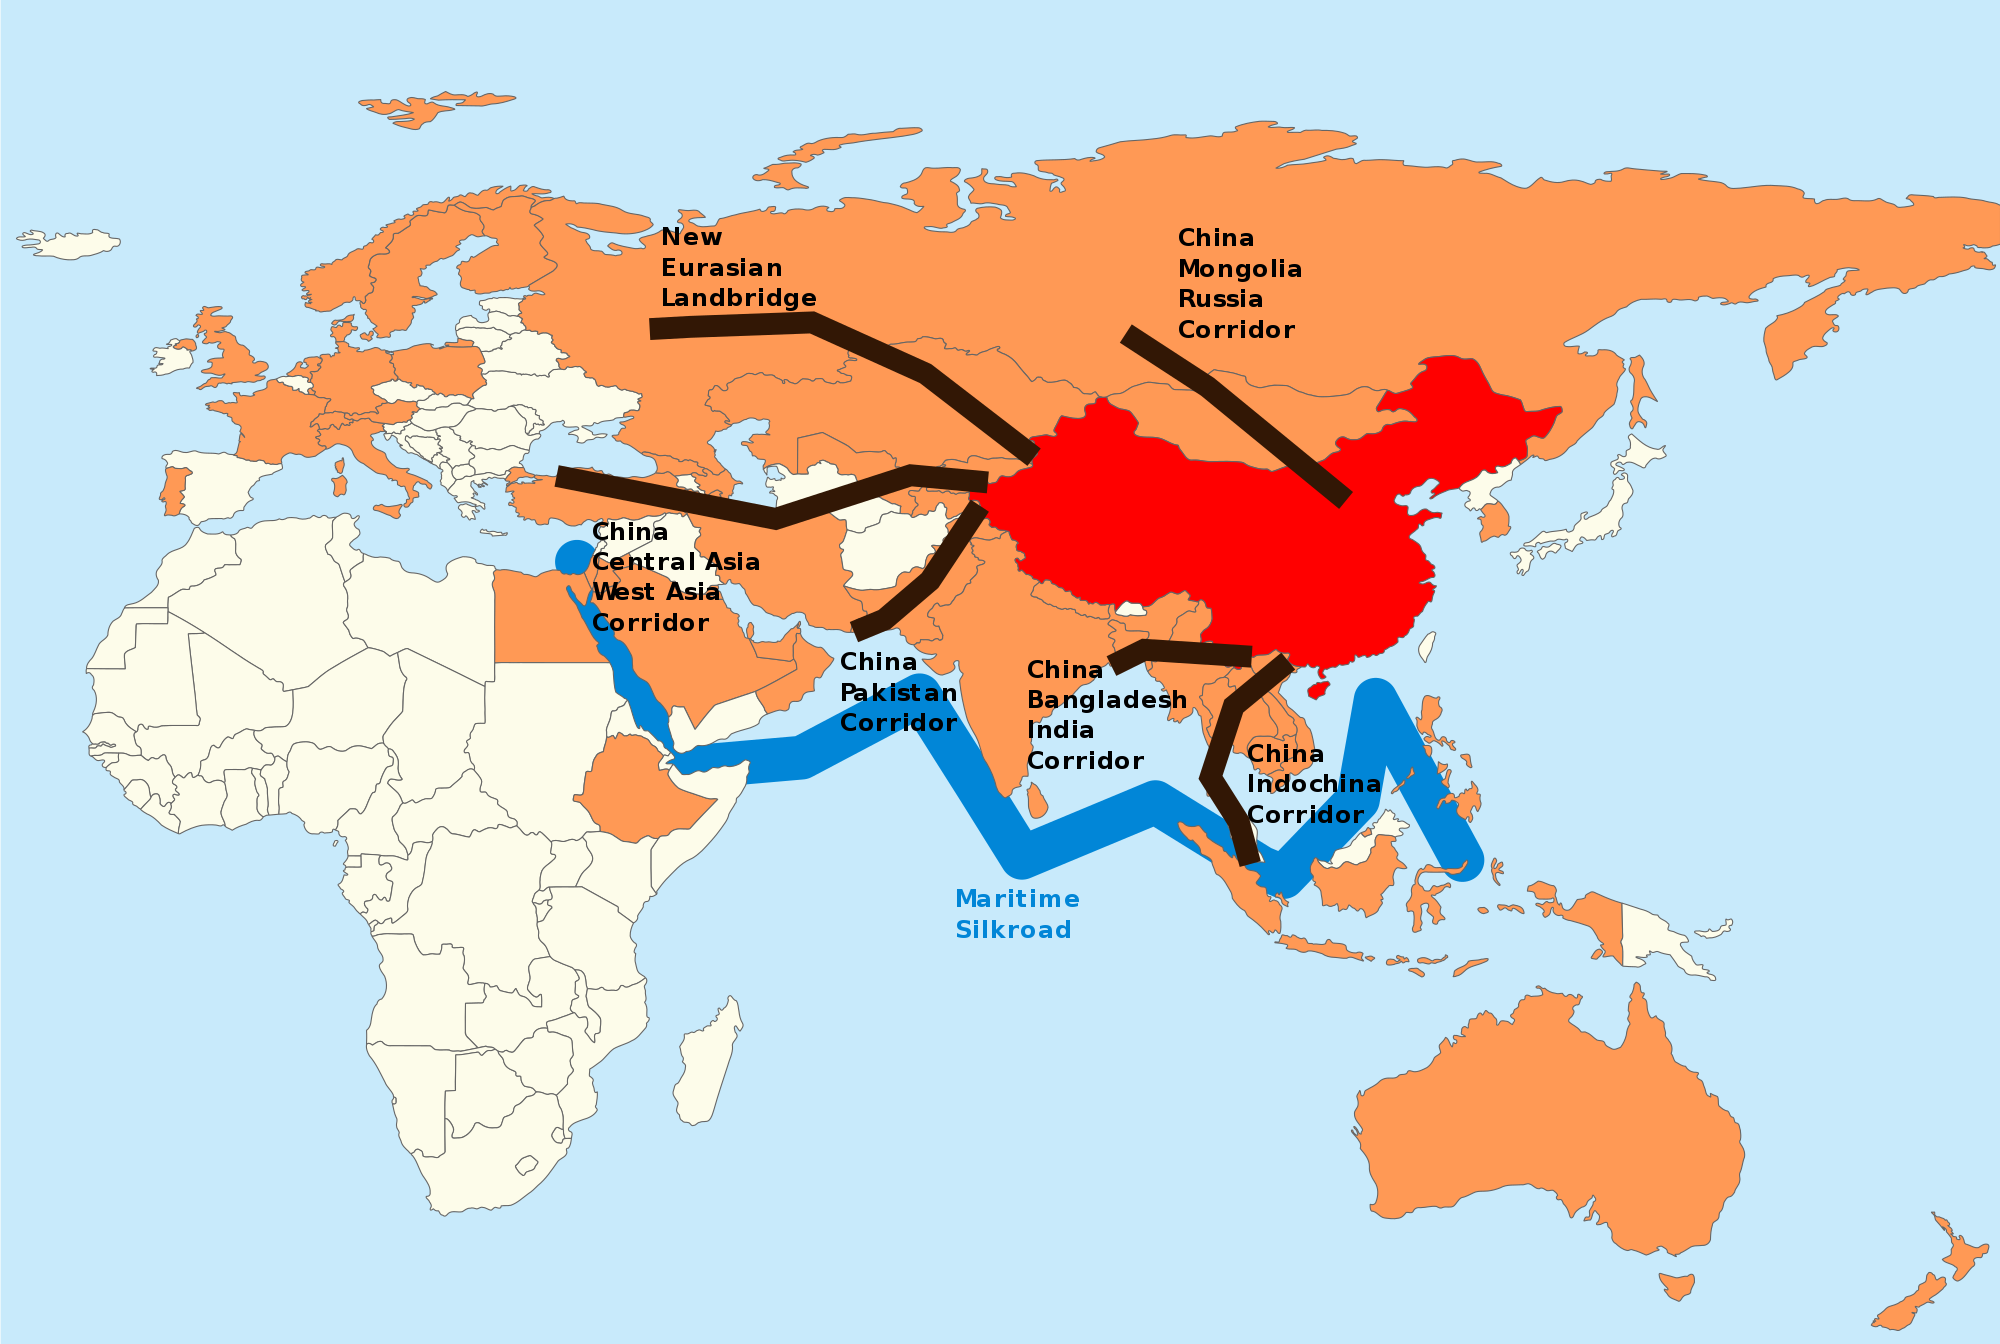 New
Eurasian
Landbridge
China
Mongolia
Russia
Corridor
China
Central Asia
West Asia
Corridor
China
Pakistan
Corridor
China
Bangladesh
India
Corridor
China
Indochina
Corridor
Maritime
Silkroad